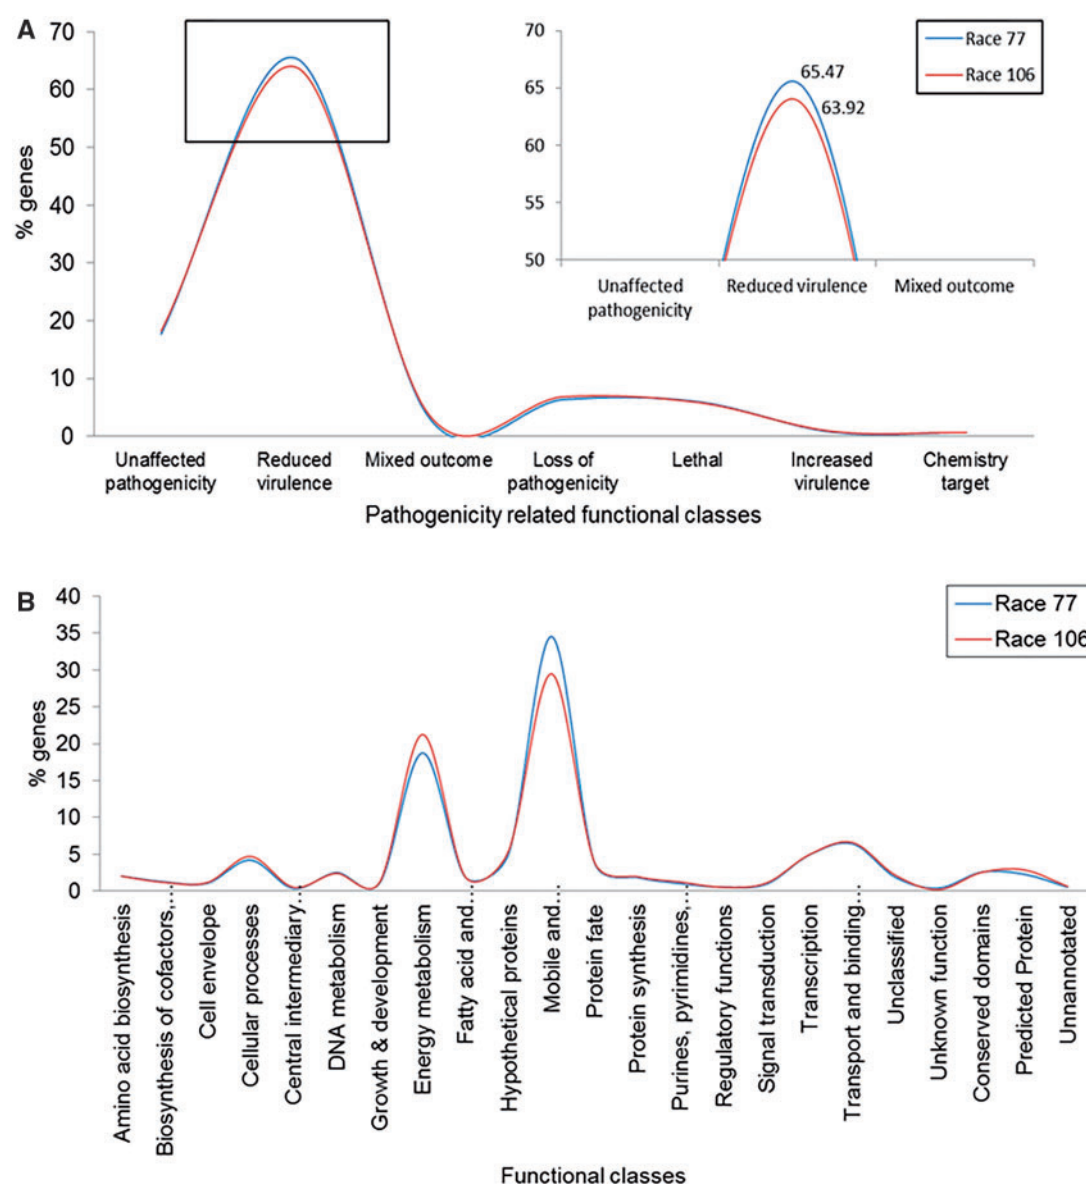 A
70
60
50
40
30
20
10
0
% genes
Unaffected pathogenicity
Reduced virulence
Mixed outcome
Loss of pathogenicity
Lethal
Increased virulence
Chemistry target
Pathogenicity related functional classes
70
65
60
55
50
65.47
63.92
Race 77
Race 106
Unaffected pathogenicity
Reduced virulence
Mixed outcome
B
40
35
30
25
20
15
10
5
0
% genes
Race 77
Race 106
Amino acid biosynthesis
Biosynthesis of cofactors,...
Cell envelope
Cellular processes
Central intermediary...
DNA metabolism
Growth & development
Energy metabolism
Fatty acid and...
Hypothetical proteins
Mobile and...
Protein fate
Protein synthesis
Purines, pyrimidines,...
Regulatory functions
Signal transduction
Transcription
Transport and binding...
Unclassified
Unknown function
Conserved domains
Predicted Protein
Unannotated
Functional classes